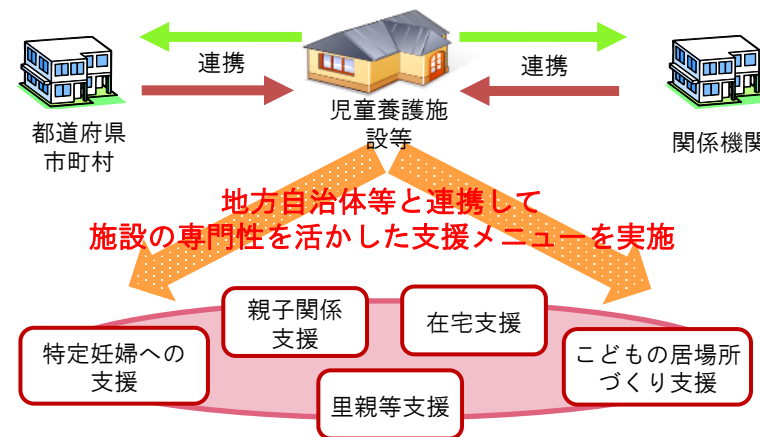 連携
連携
児童養護施
設等
都道府県
市町村
関係機関
地方自治体等と連携して
施設の専門性を活かした支援メニューを実施
親子関係
支援
在宅支援
特定妊婦への
支援
こどもの居場所
づくり支援
里親等支援